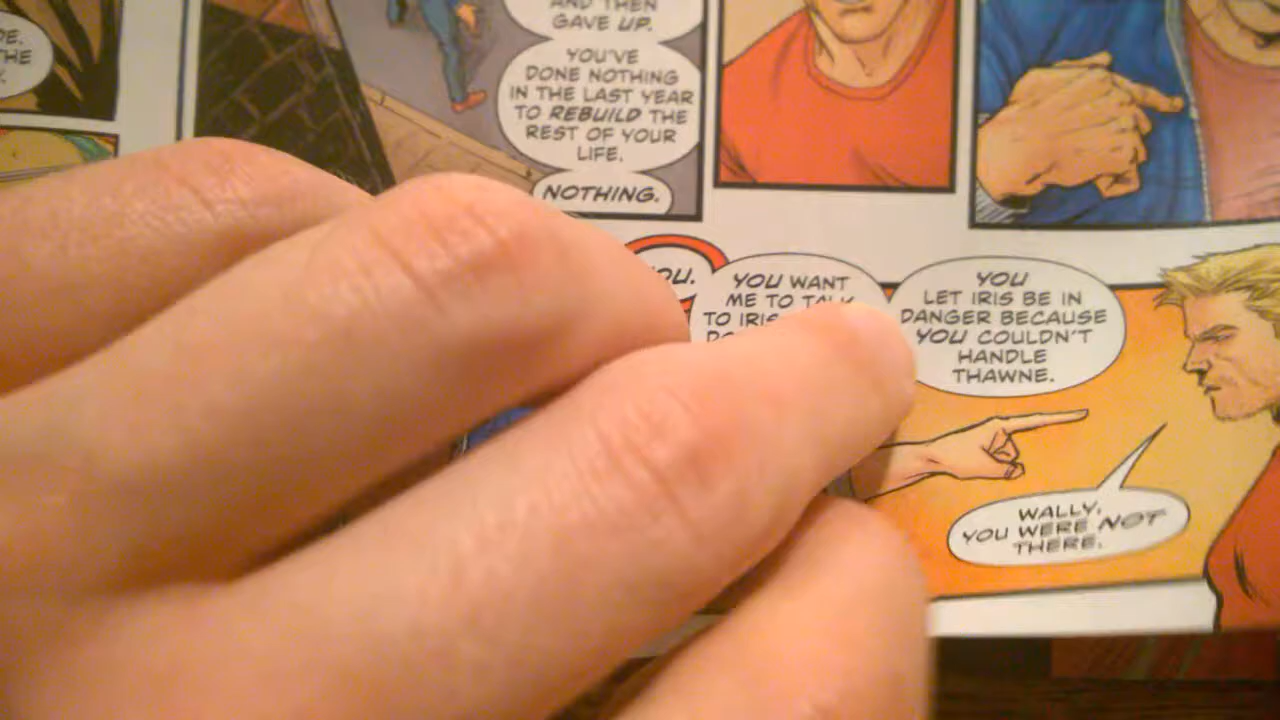 AND THEN
GAVE UP.
YOU'VE
DONE NOTHING
IN THE LAST YEAR
TO REBUILD THE
REST OF YOUR
LIFE.
NOTHING.
YOU WANT
ME TO TALK
TO IRIS
YOU
LET IRIS BE IN
DANGER BECAUSE
YOU COULDN'T
HANDLE
THAWNE.
WALLY,
YOU WERE NOT
THERE.